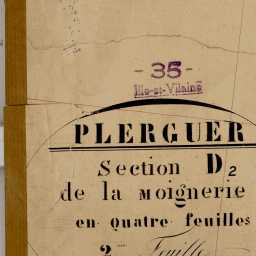 - 35 -
Ille-et-Vilaine
PLERGUER
Section D2
de la Moignerie
en quatre feuilles
2me Feuille